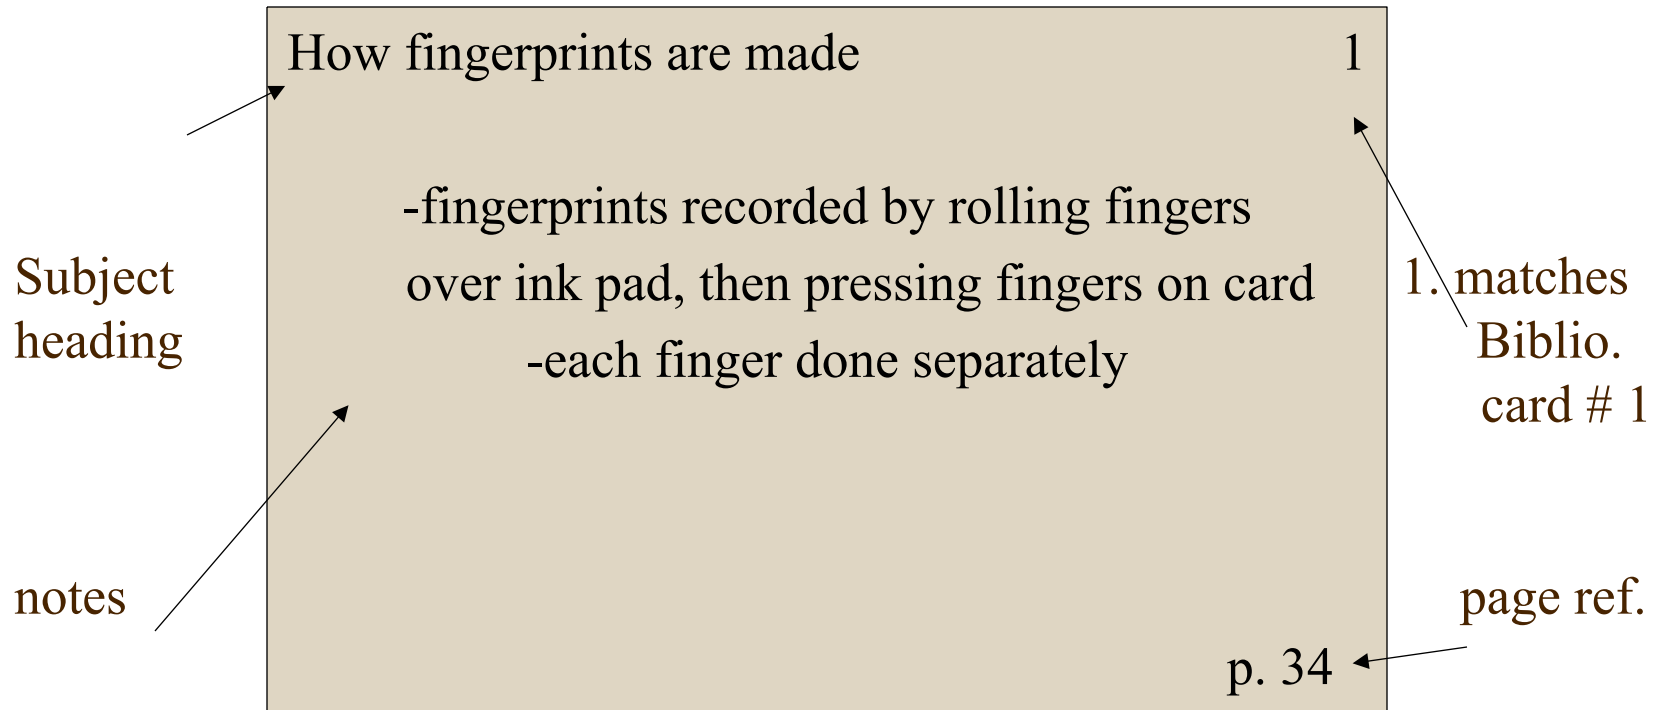 How fingerprints are made 1
-fingerprints recorded by rolling fingers
over ink pad, then pressing fingers on card
-each finger done separately
p. 34
Subject
heading
notes
1. matches
Biblio.
card # 1
page ref.